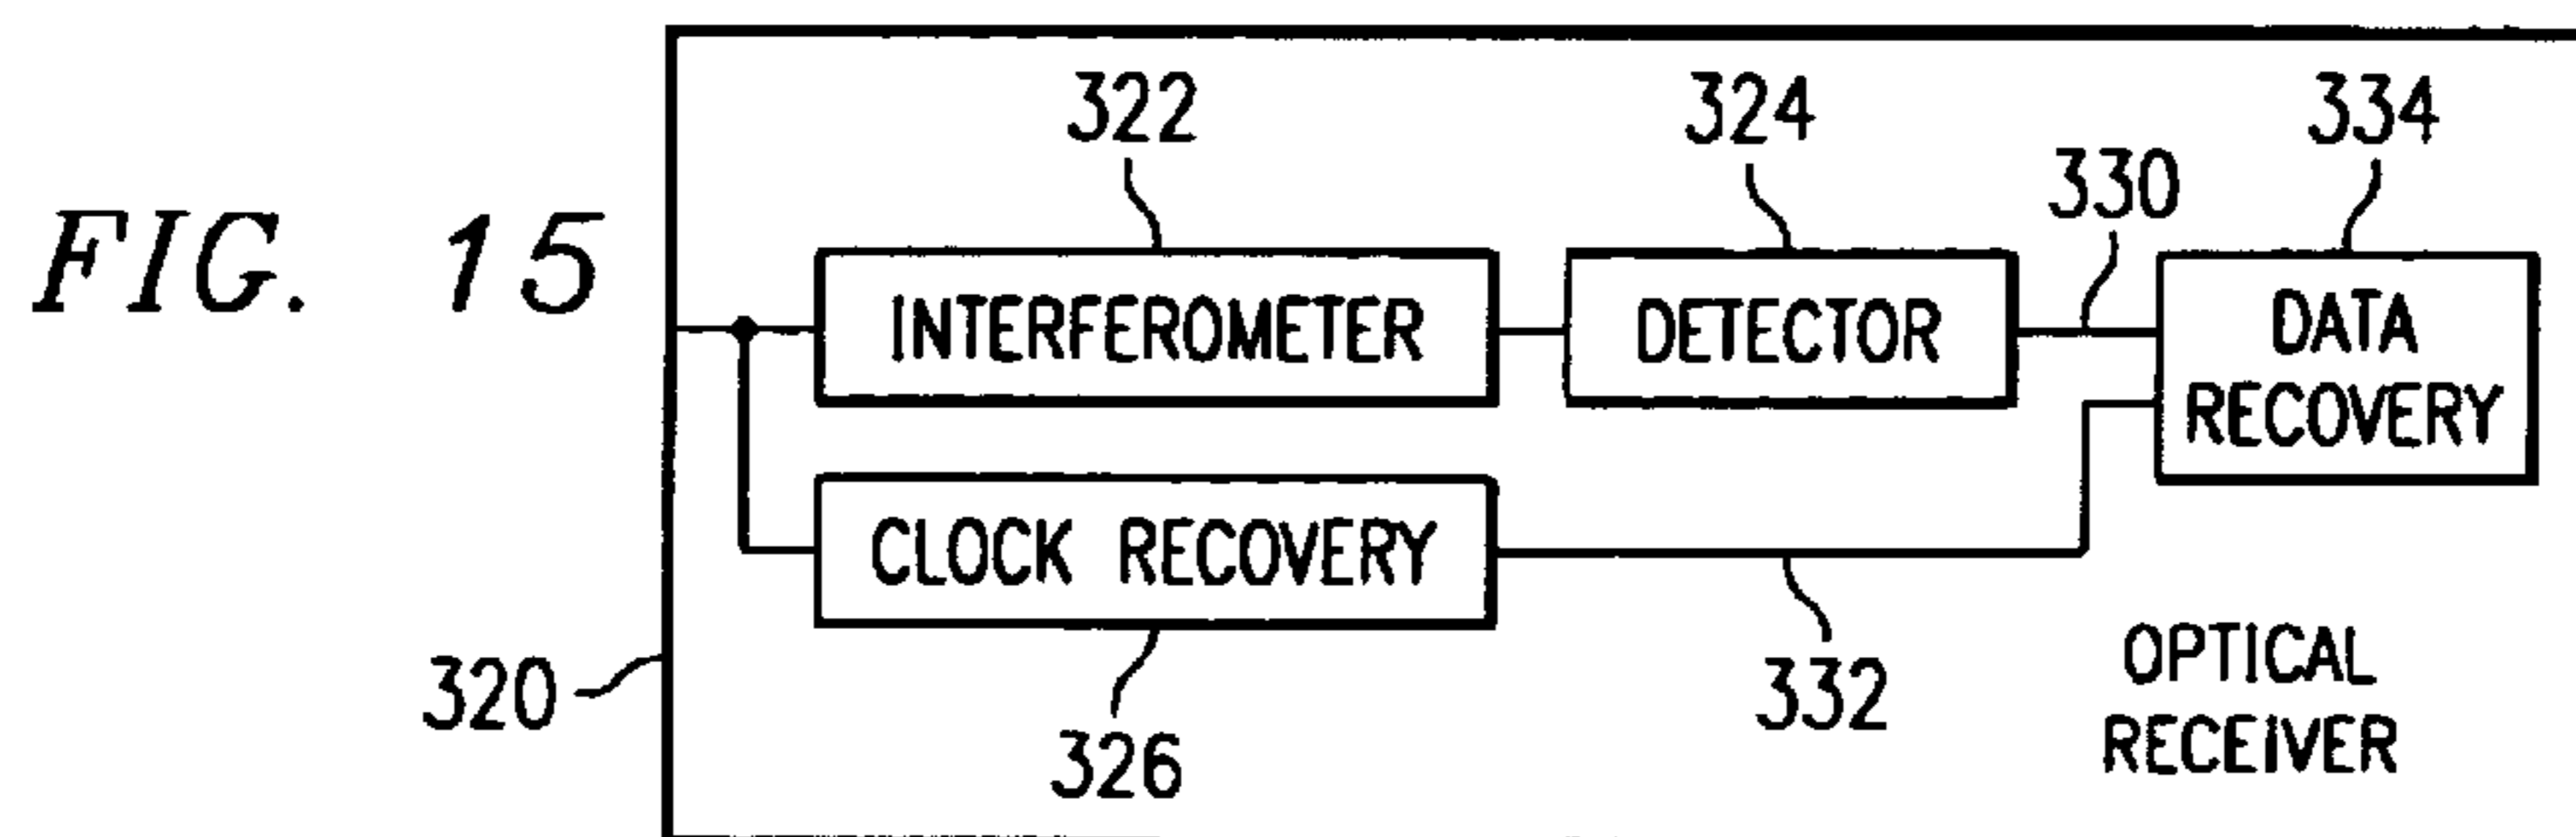 FIG. 15
322
324
334
330
INTERFEROMETER
DETECTOR
DATA
RECOVERY
CLOCK RECOVERY
320
326
332
OPTICAL
RECEIVER